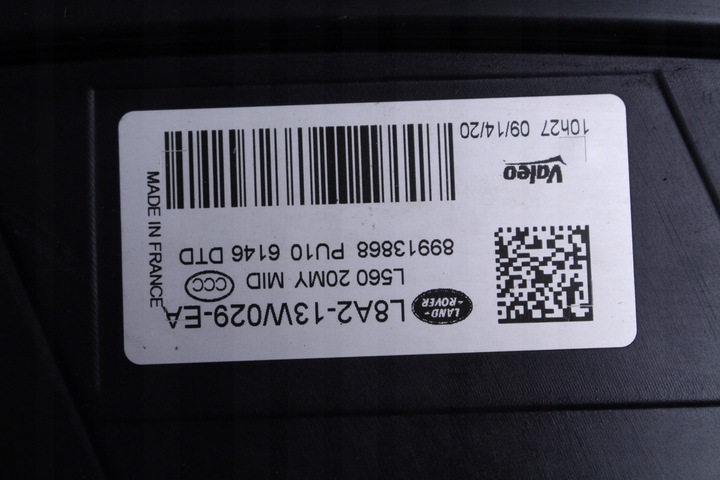 LAND
ROVER
L8A2-13W029-EA
L560 20MY MID CCC
89913868 PU10 6146 DTD
MADE IN FRANCE
Valeo
10h27 09/14/20